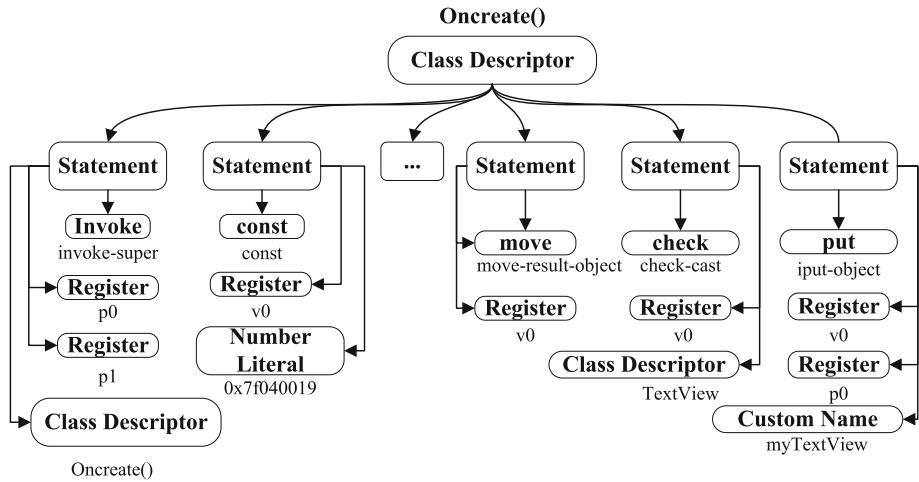 Oncreate()
Class Descriptor
Statement
Statement
...
Statement
Statement
Statement
Invoke
invoke-super
const
const
move
move-result-object
check
check-cast
put
iput-object
Register
p0
Register
v0
Register
v0
Register
v0
Register
v0
Register
p1
Number
Literal
0x7f040019
Class Descriptor
TextView
Register
p0
Class Descriptor
Oncreate()
Custom Name
myTextView